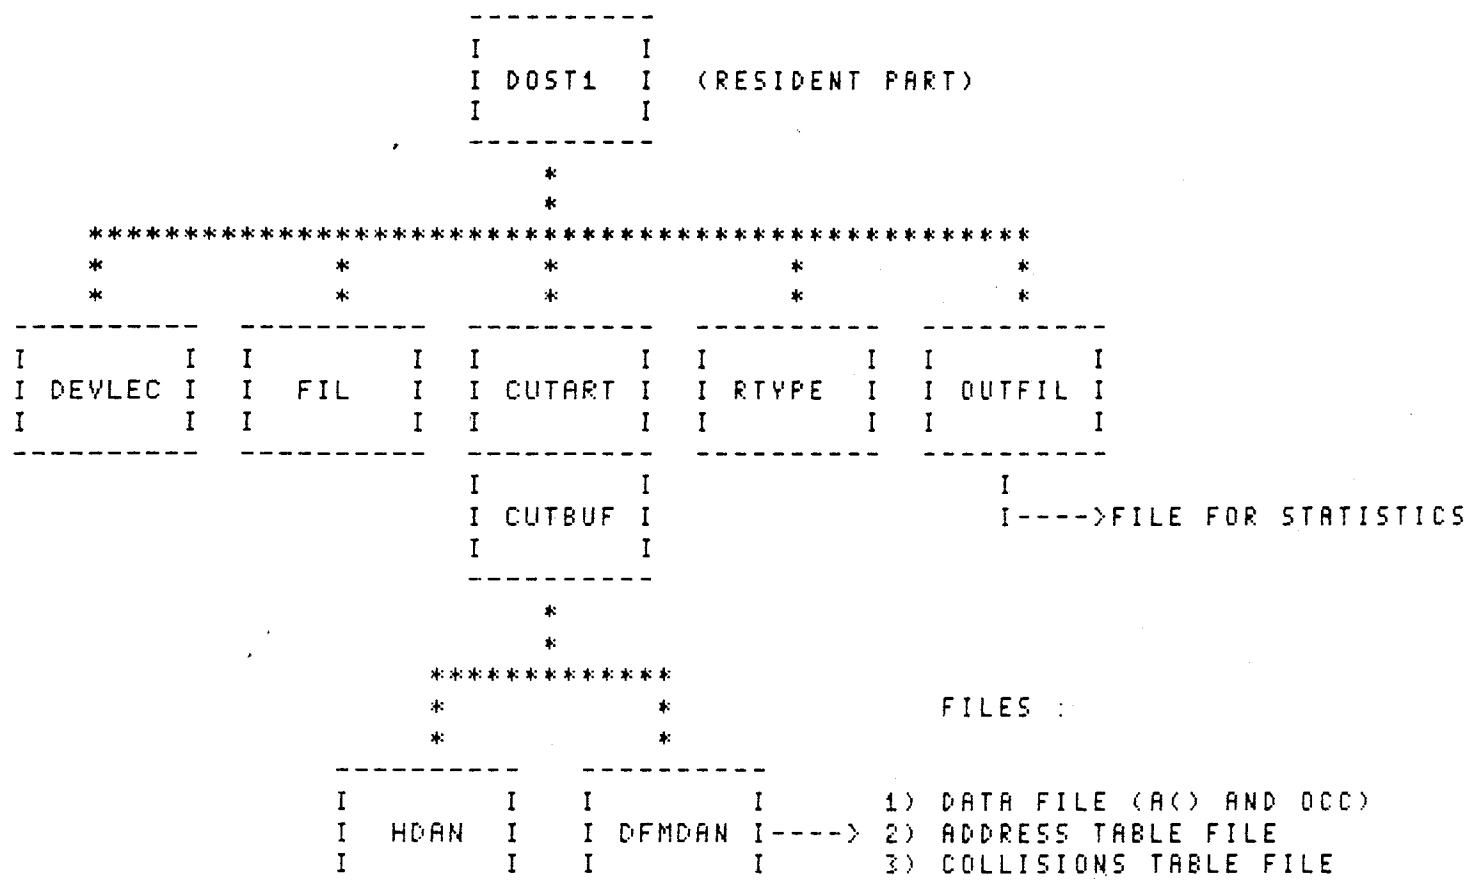 DOST1 (RESIDENT PART)
DEVLEC FIL CUTART RTYPE OUTFIL
CUTBUF
---->FILE FOR STATISTICS
FILES :
1) DATA FILE (A() AND OCC)
HDAN DFMDAN ----> 2) ADDRESS TABLE FILE
3) COLLISIONS TABLE FILE